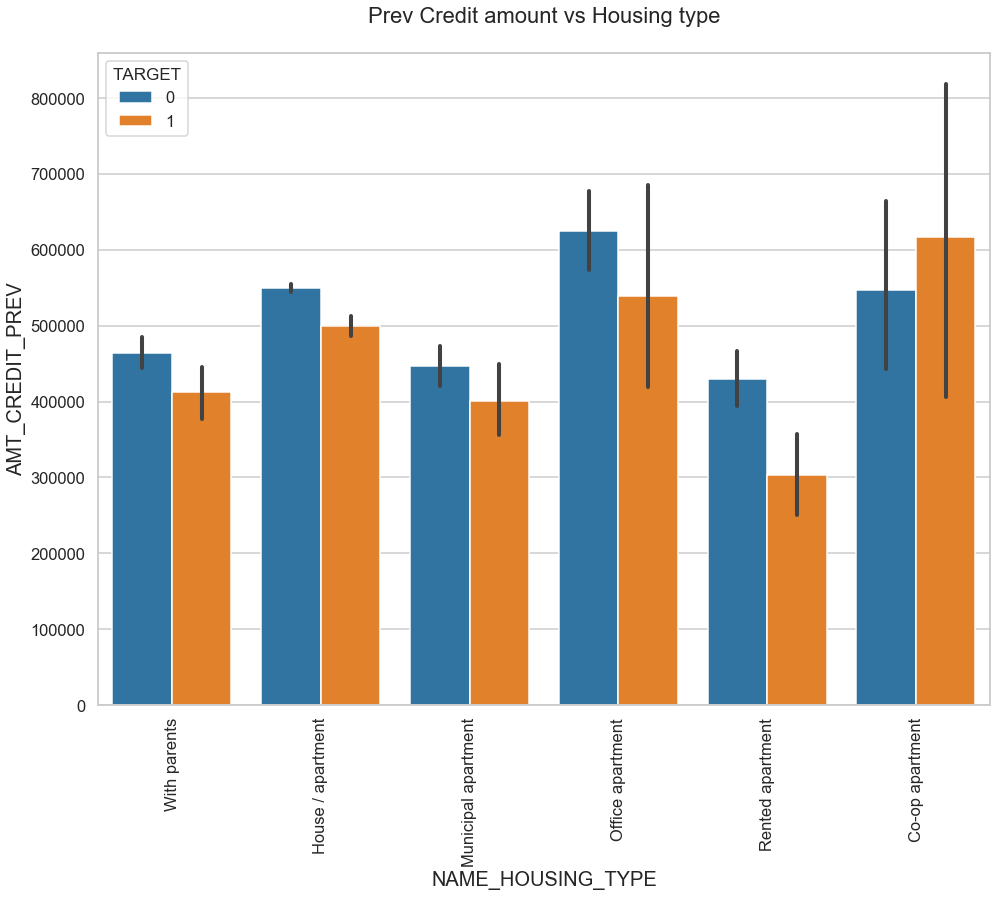 Prev Credit amount vs Housing type
TARGET
0
1
AMT_CREDIT_PREV
800000
700000
600000
500000
400000
300000
200000
100000
0
With parents
House / apartment
Municipal apartment
Office apartment
Rented apartment
Co-op apartment
NAME_HOUSING_TYPE